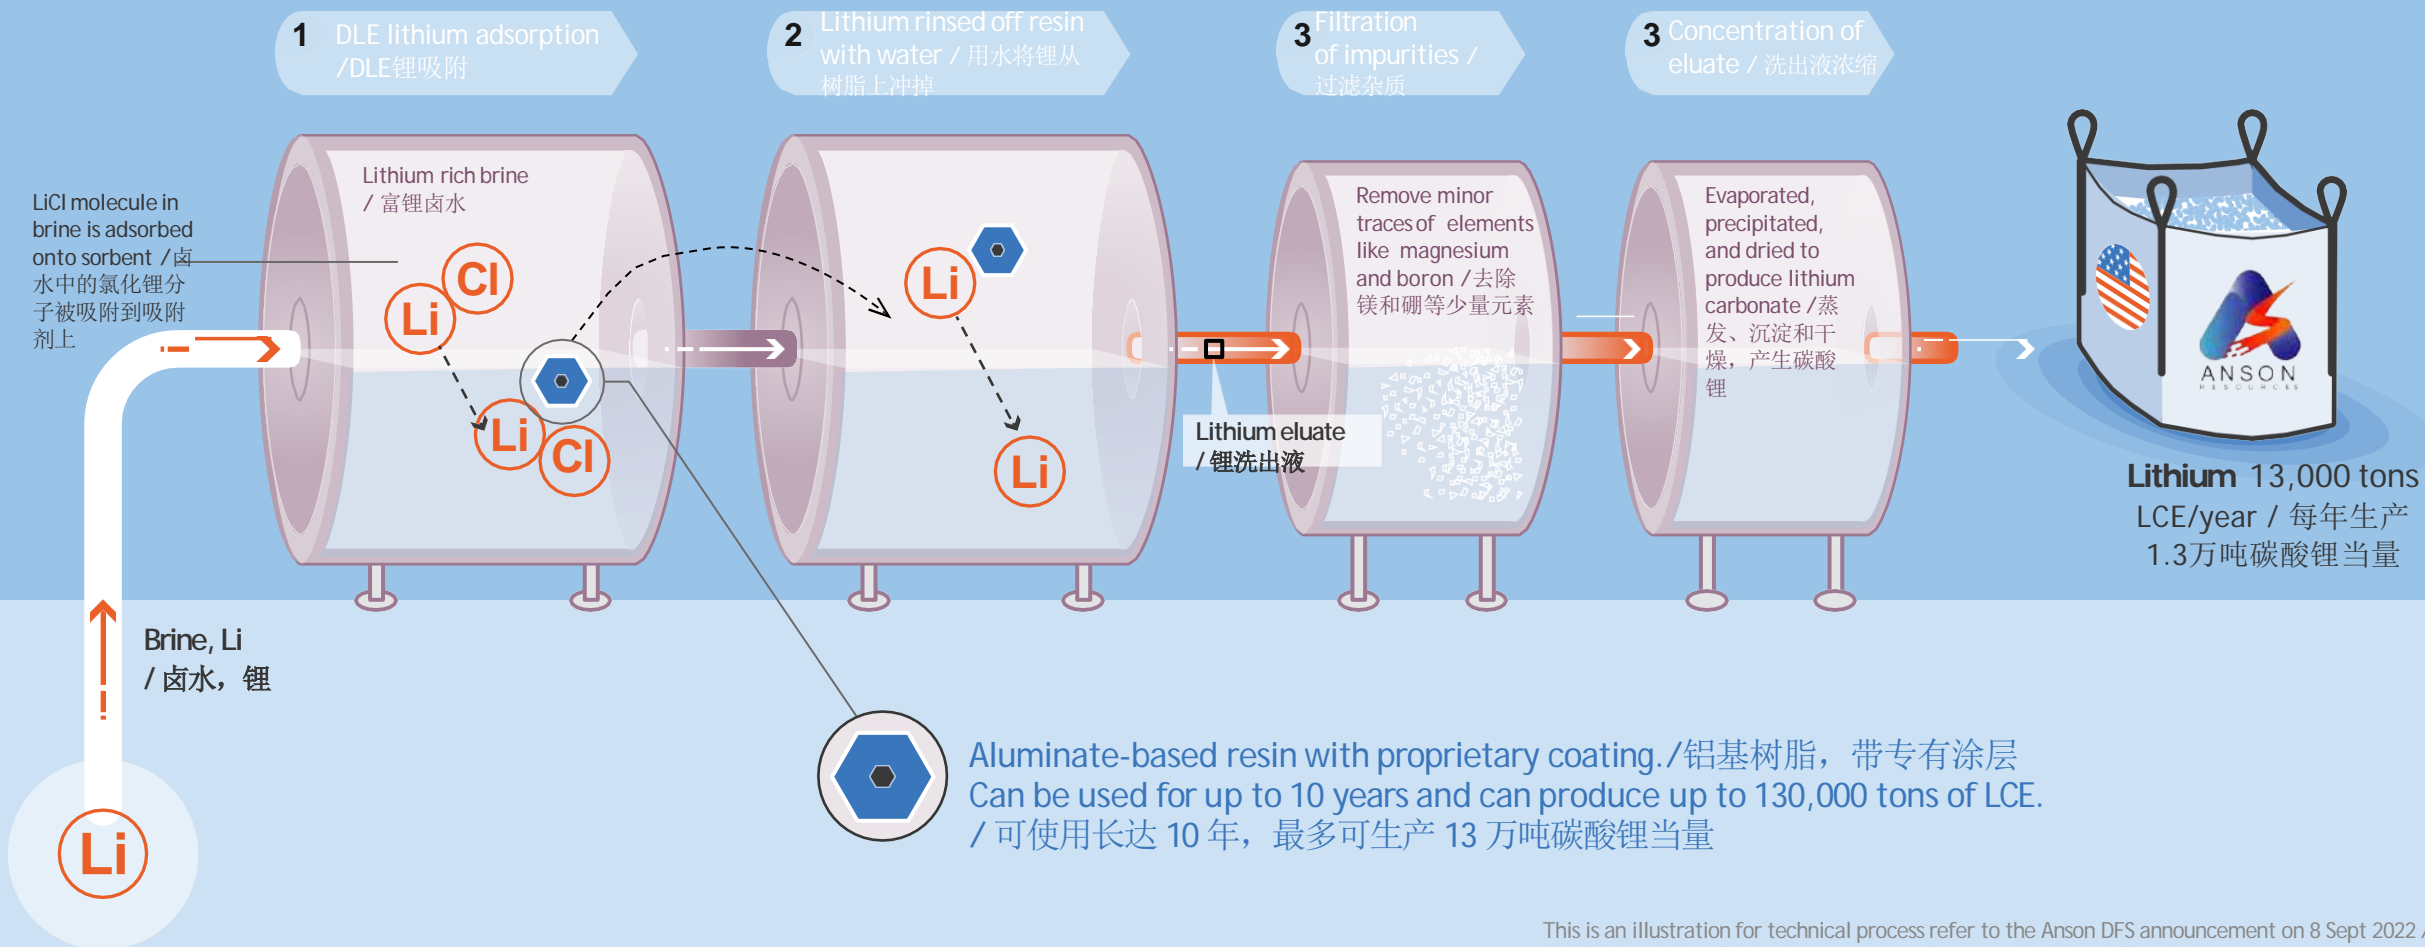 1
DLE lithium adsorption
/DLE锂吸附
2
Lithium rinsed off resin
with water / 用水将锂从
树脂上冲掉
3
Filtration
of impurities /
过滤杂质
3
Concentration of
eluate / 洗出液浓缩
LiCl molecule in
brine is adsorbed
onto sorbent /卤
水中的氯化锂分
子被吸附到吸附
剂上
Lithium rich brine
/ 富锂卤水
Li
Cl
Li
Cl
Li
Li
Lithium eluate
/ 锂洗出液
Remove minor
traces of elements
like magnesium
and boron /去除
镁和硼等少量元素
Evaporated,
precipitated,
and dried to
produce lithium
carbonate /蒸
发、沉淀和干
燥，产生碳酸
锂
ANSON
RESOURCES
Lithium 13,000 tons
LCE/year / 每年生产
1.3万吨碳酸锂当量
Brine, Li
/ 卤水，锂
Li
Aluminate-based resin with proprietary coating./铝基树脂，带专有涂层
Can be used for up to 10 years and can produce up to 130,000 tons of LCE.
/ 可使用长达 10 年，最多可生产 13 万吨碳酸锂当量
This is an illustration for technical process refer to the Anson DFS announcement on 8 Sept 2022 /